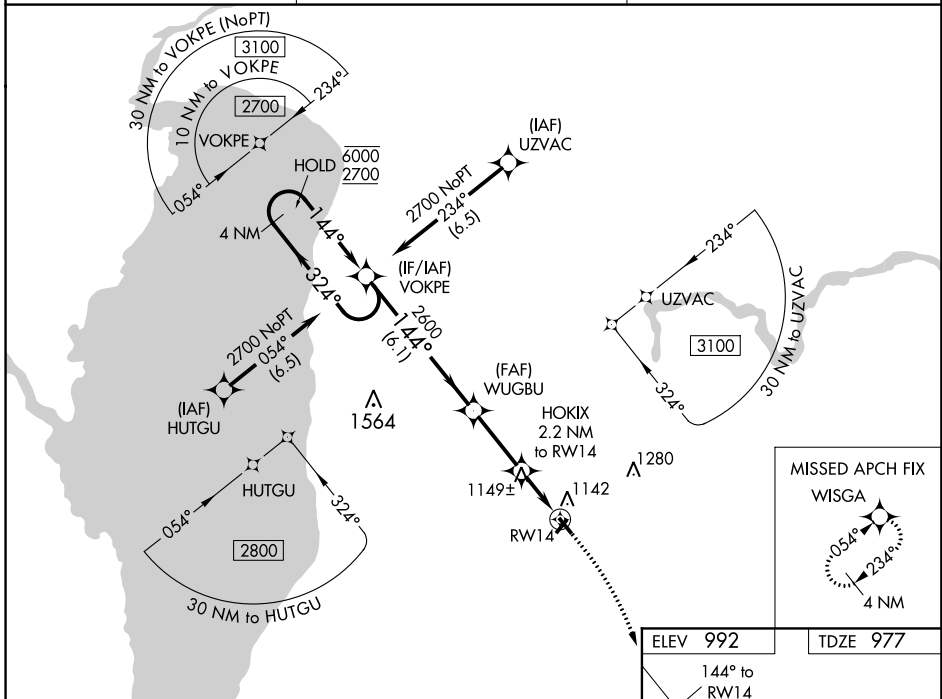 30 NM to VOKPE (NoPT)
3100
10 NM to VOKPE
2700
234°
VOKPE
054°
HOLD
6000
2700
4 NM
144°
324°
(IAF)
UZVAC
2700 NoPT
234°
(6.5)
(IF/IAF)
VOKPE
2600
144°
(6.1)
234°
UZVAC
3100
324°
30 NM to UZVAC
2700 NoPT
054°
(6.5)
(IAF)
HUTGU
1564
(FAF)
WUGBU
HOKIX
2.2 NM
to RW14
1280
1149±
1142
RW14
HUTGU
054°
324°
2800
30 NM to HUTGU
MISSED APCH FIX
WISGA
054°
234°
4 NM
ELEV 992
TDZE 977
144° to
RW14